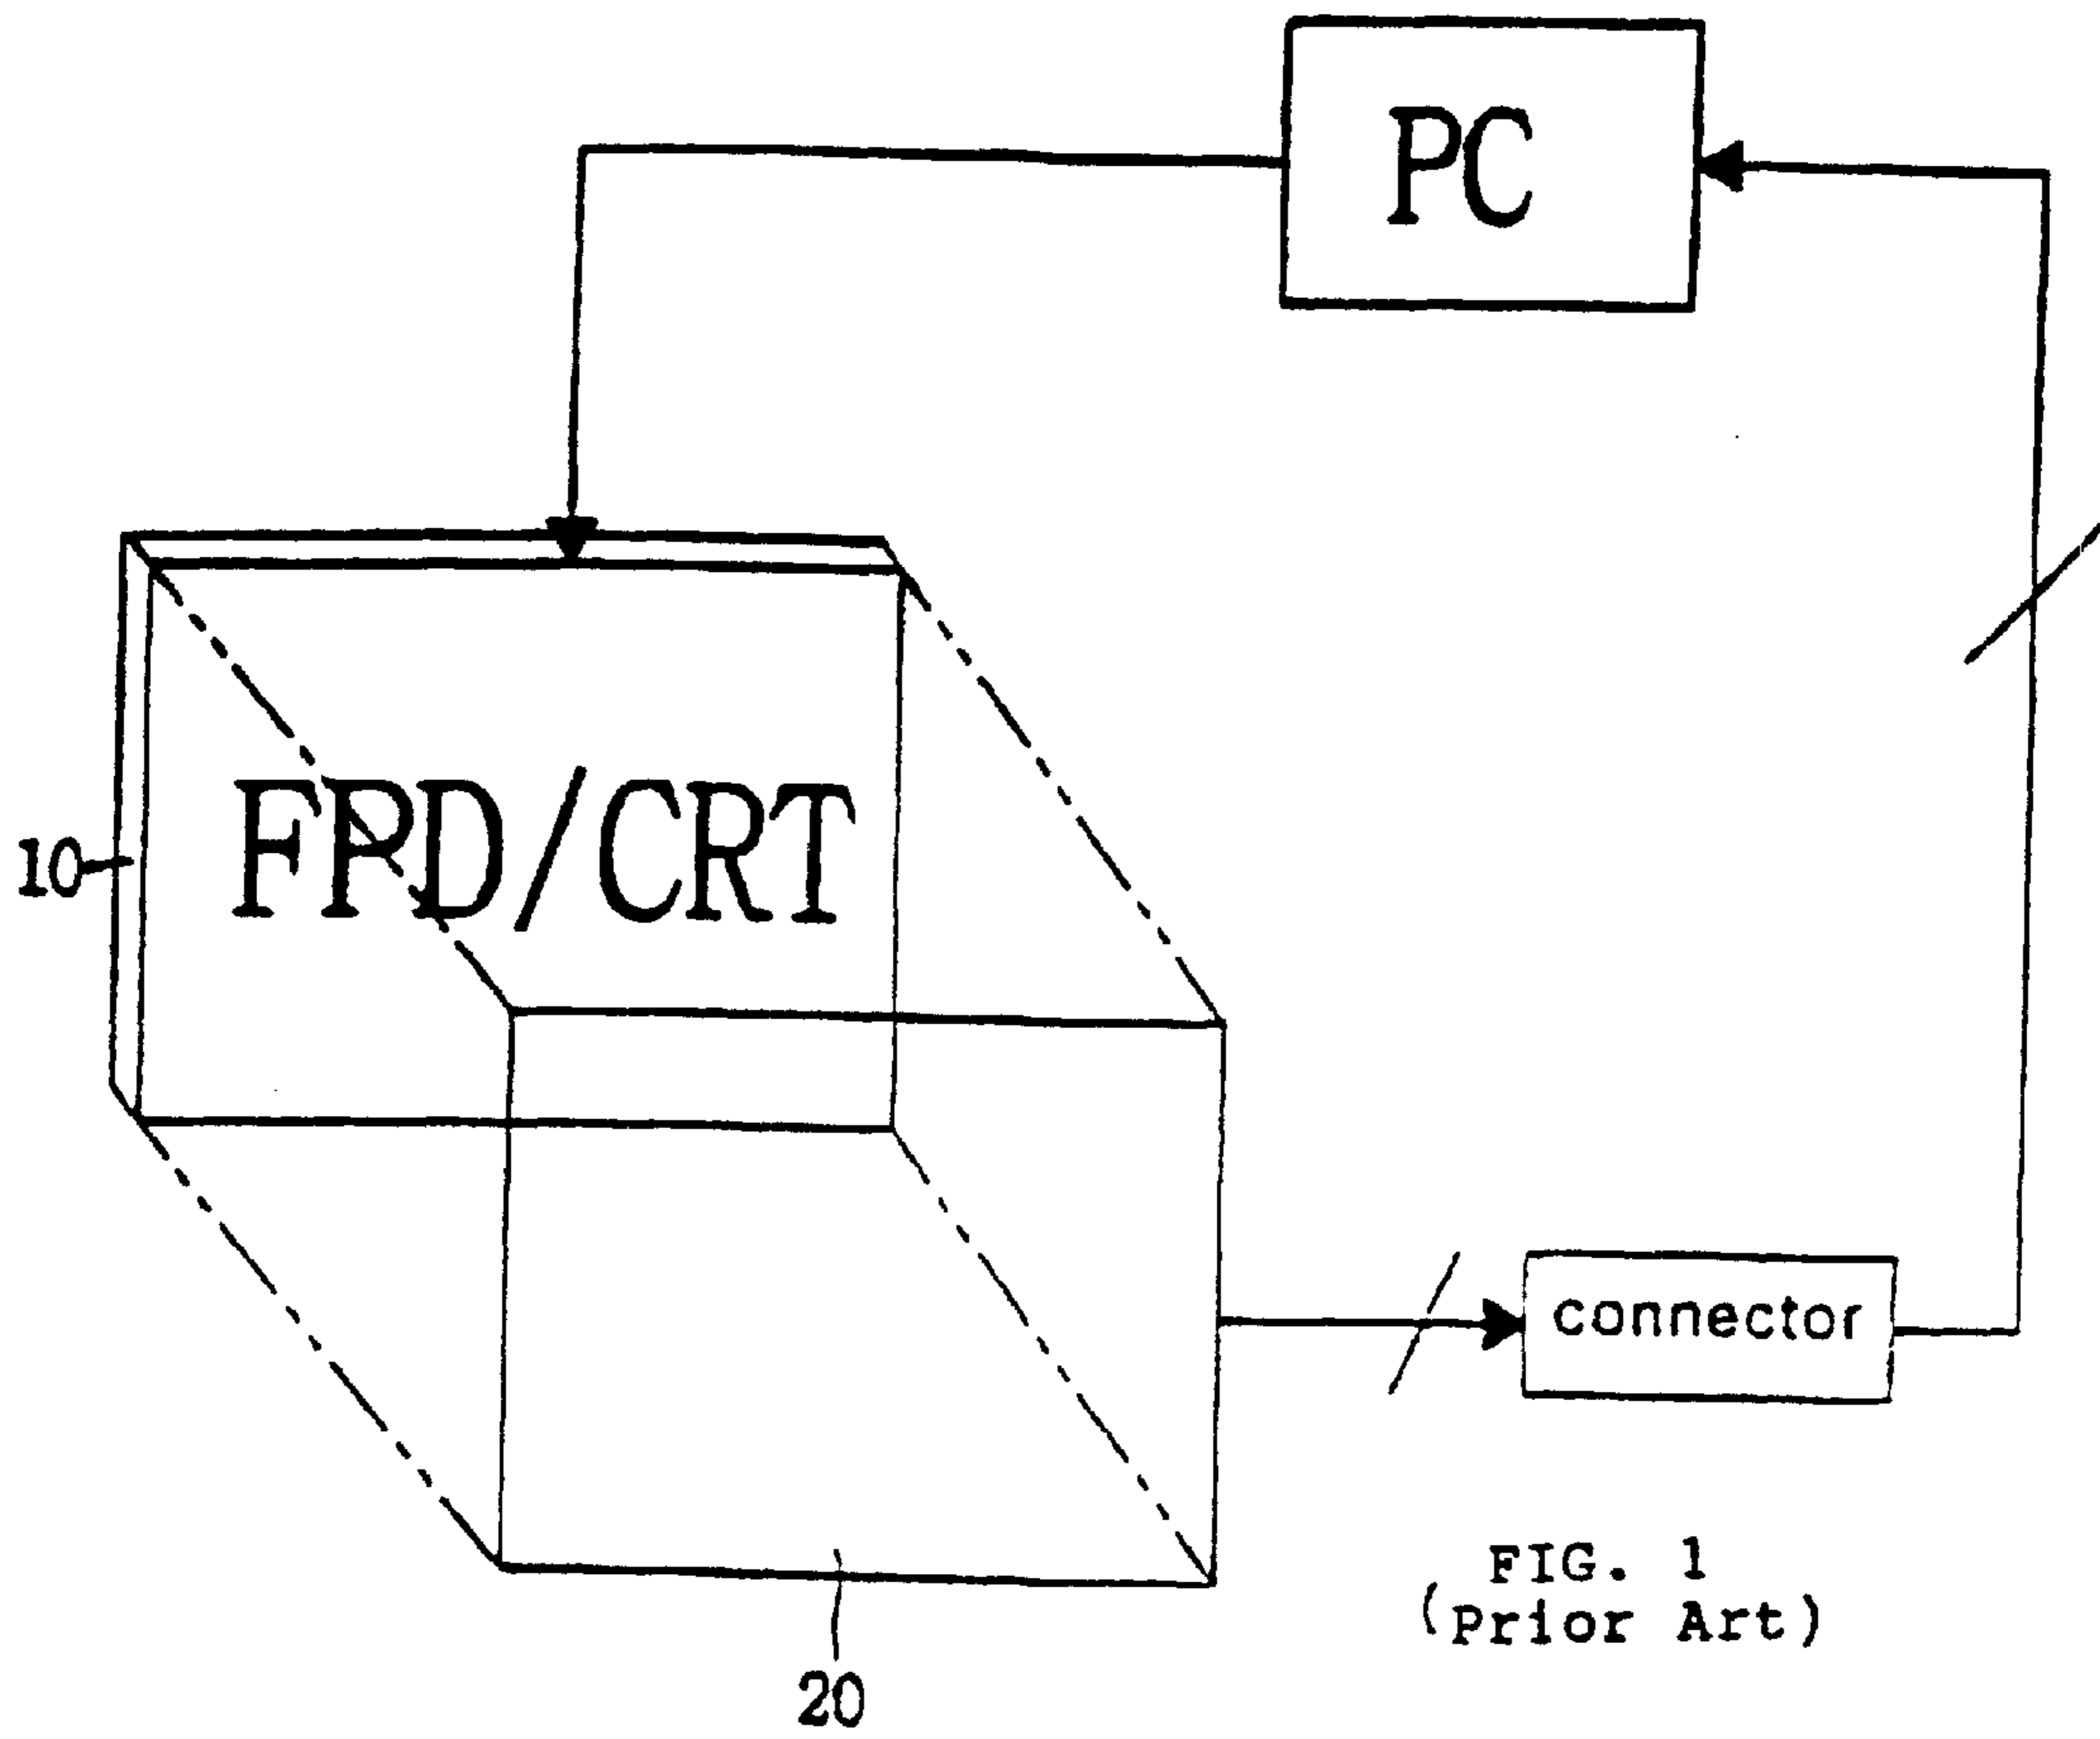 PC
10
FPD/CRT
connector
20
FIG. 1
(Prior Art)